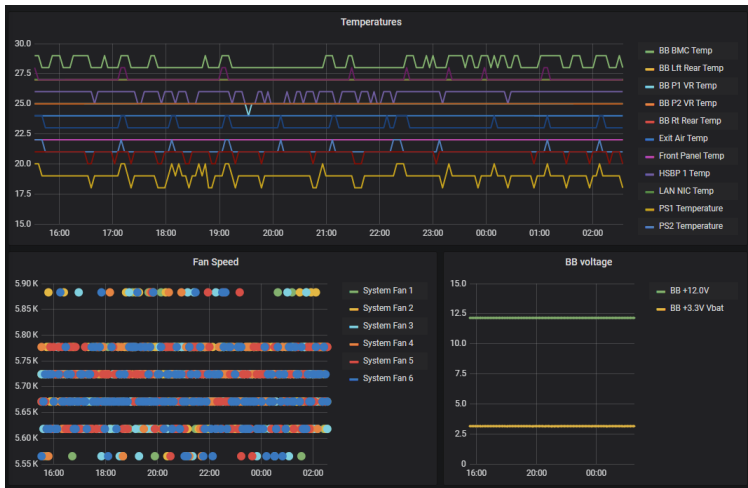 Temperatures
30.0
27.5
25.0
22.5
20.0
17.5
15.0
16:00 17:00 18:00 19:00 20:00 21:00 22:00 23:00 00:00 01:00 02:00
BB BMC Temp
BB Lft Rear Temp
BB P1 VR Temp
BB P2 VR Temp
BB Rt Rear Temp
Exit Air Temp
Front Panel Temp
HSBP 1 Temp
LAN NIC Temp
PS1 Temperature
PS2 Temperature
Fan Speed
5.90 K
5.85 K
5.80 K
5.75 K
5.70 K
5.65 K
5.60 K
5.55 K
16:00 18:00 20:00 22:00 00:00 02:00
System Fan 1
System Fan 2
System Fan 3
System Fan 4
System Fan 5
System Fan 6
BB voltage
15.0
12.5
10.0
7.5
5.0
2.5
0
16:00 20:00 00:00
BB +12.0V
BB +3.3V Vbat